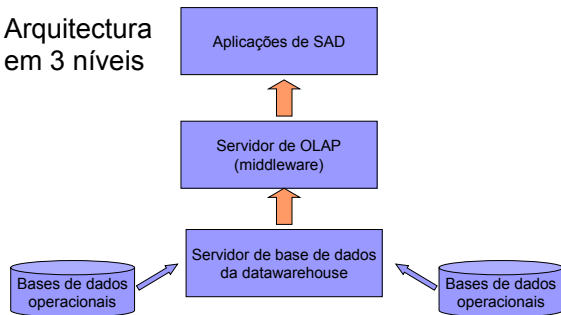 Arquitectura
em 3 níveis
Aplicações de SAD
Servidor de OLAP
(middleware)
Servidor de base de dados
da datawarehouse
Bases de dados
operacionais
Bases de dados
operacionais